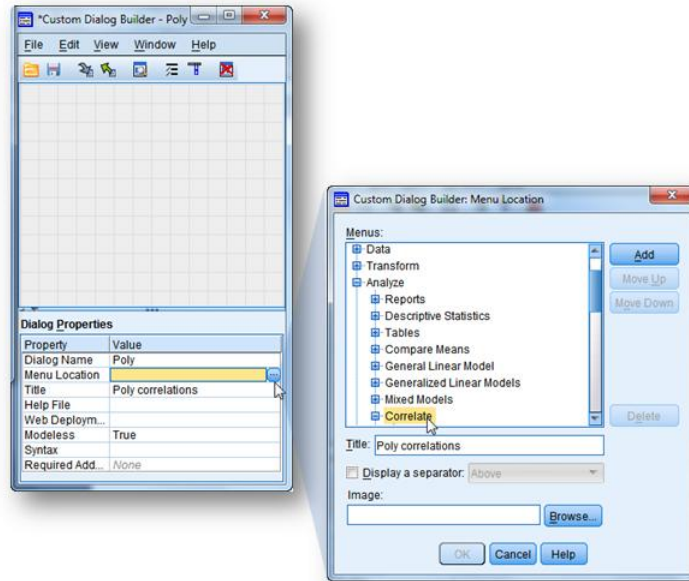 *Custom Dialog Builder - Poly
File Edit View Window Help
Dialog Properties
Property Value
Dialog Name Poly
Menu Location
Title Poly correlations
Help File
Web Deploym...
Modeless True
Syntax
Required Add... None
Custom Dialog Builder: Menu Location
Menus:
Data
Transform
Analyze
Reports
Descriptive Statistics
Tables
Compare Means
General Linear Model
Generalized Linear Models
Mixed Models
Correlate
Add
Move Up
Move Down
Delete
Title: Poly correlations
Display a separator: Above
Image:
Browse...
OK Cancel Help